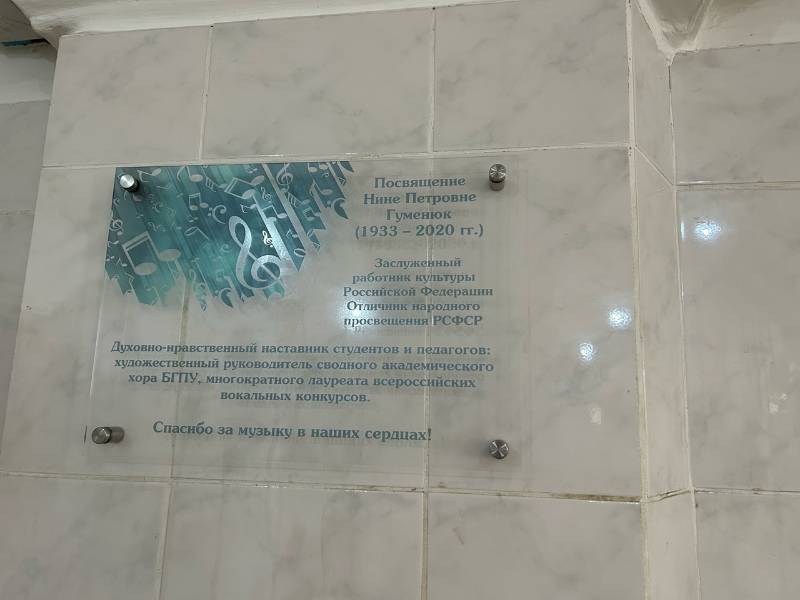 Посвящение
Нине Петровне
Гуменюк
(1933 – 2020 гг.)
Заслуженный
работник культуры
Российской Федерации
Отличник народного
просвещения РСФСР
Духовно-нравственный наставник студентов и педагогов:
художественный руководитель сводного академического
хора БГПУ, многократного лауреата всероссийских
вокальных конкурсов.
Спасибо за музыку в наших сердцах!